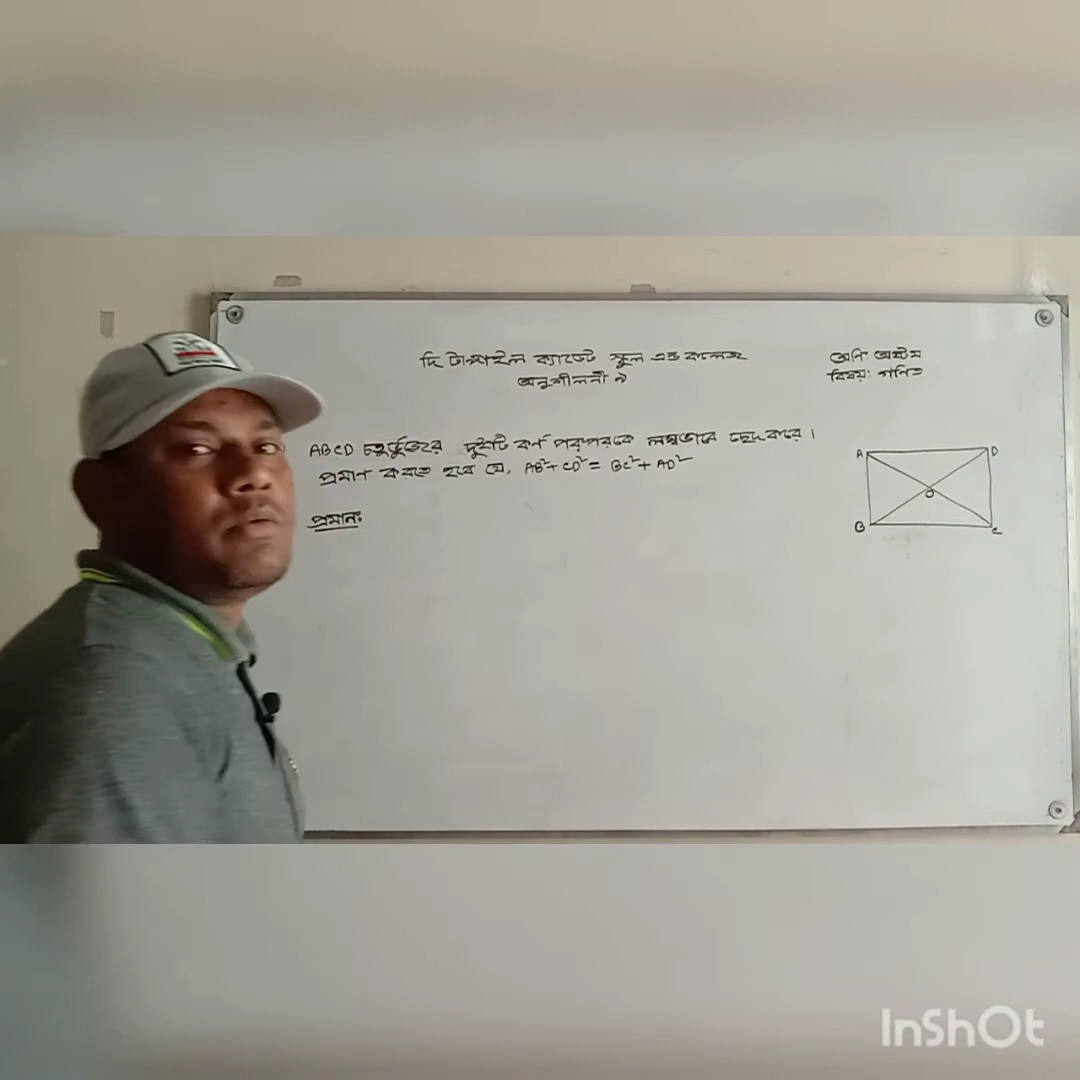 দি টাঙ্গাইল ক্যাডেট স্কুল এন্ড কলেজ
অনুশীলনী ৯
শ্রেণি: অষ্টম
বিষয়: গণিত
ABCD চতুর্ভুজের দুইটি কর্ণ পরস্পরকে লম্বভাবে ছেদ করে।
প্রমাণ করতে হবে যে, AB²+CD² = BC²+AD²
প্রমাণঃ
A D
O
B C
InShOt